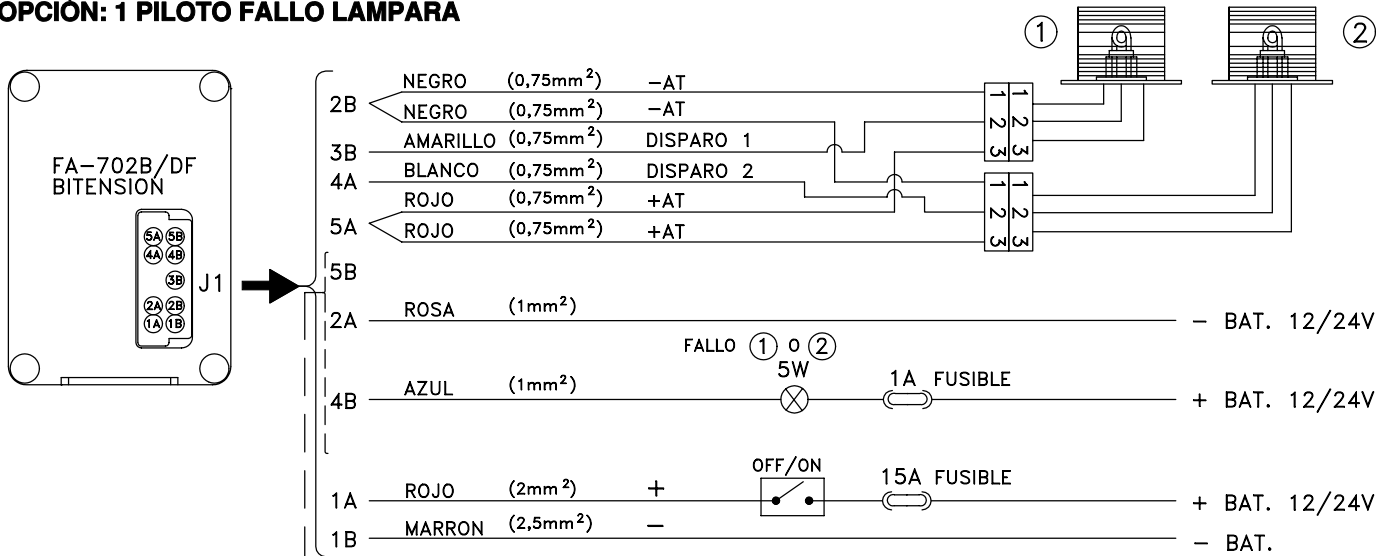 OPCIÓN: 1 PILOTO FALLO LAMPARA
1 2
FA-702B/DF
BITENSION
5A 5B
4A 4B
3B
2A 2B
1A 1B
J1
2B NEGRO (0,75mm²) -AT
NEGRO (0,75mm²) -AT
3B AMARILLO (0,75mm²) DISPARO 1
4A BLANCO (0,75mm²) DISPARO 2
5A ROJO (0,75mm²) +AT
ROJO (0,75mm²) +AT
1 1
2 2
3 3
1 1
2 2
3 3
5B
2A ROSA (1mm²) - BAT. 12/24V
FALLO 1 O 2
5W
4B AZUL (1mm²) 1A FUSIBLE + BAT. 12/24V
OFF/ON
1A ROJO (2mm²) + 15A FUSIBLE + BAT. 12/24V
1B MARRON (2,5mm²) - - BAT.